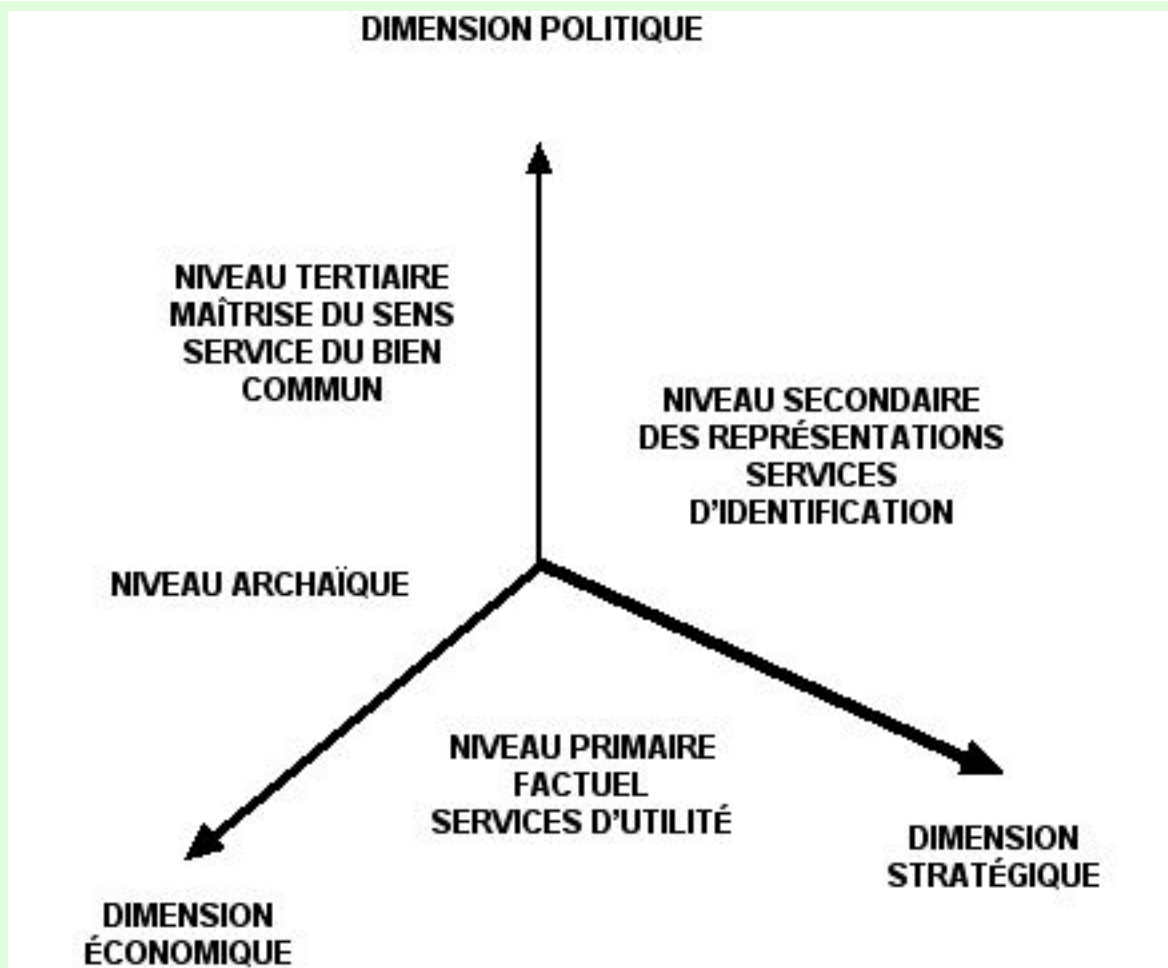 DIMENSION POLITIQUE
NIVEAU TERTIAIRE
MAÎTRISE DU SENS
SERVICE DU BIEN
COMMUN
NIVEAU SECONDAIRE
DES REPRÉSENTATIONS
SERVICES
D'IDENTIFICATION
NIVEAU ARCHAÏQUE
NIVEAU PRIMAIRE
FACTUEL
SERVICES D'UTILITÉ
DIMENSION
STRATÉGIQUE
DIMENSION
ÉCONOMIQUE